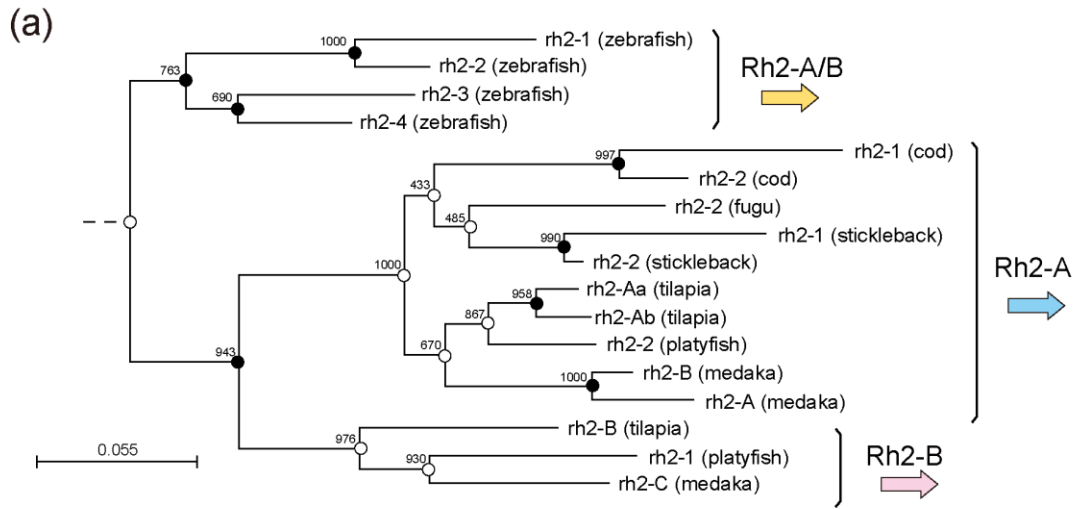 (a)
1000
rh2-1 (zebrafish)
rh2-2 (zebrafish)
763
690
rh2-3 (zebrafish)
rh2-4 (zebrafish)
Rh2-A/B
997
rh2-1 (cod)
rh2-2 (cod)
433
485
rh2-2 (fugu)
990
rh2-1 (stickleback)
rh2-2 (stickleback)
1000
958
rh2-Aa (tilapia)
rh2-Ab (tilapia)
867
rh2-2 (platyfish)
670
1000
rh2-B (medaka)
rh2-A (medaka)
Rh2-A
943
976
rh2-B (tilapia)
930
rh2-1 (platyfish)
rh2-C (medaka)
Rh2-B
0.055